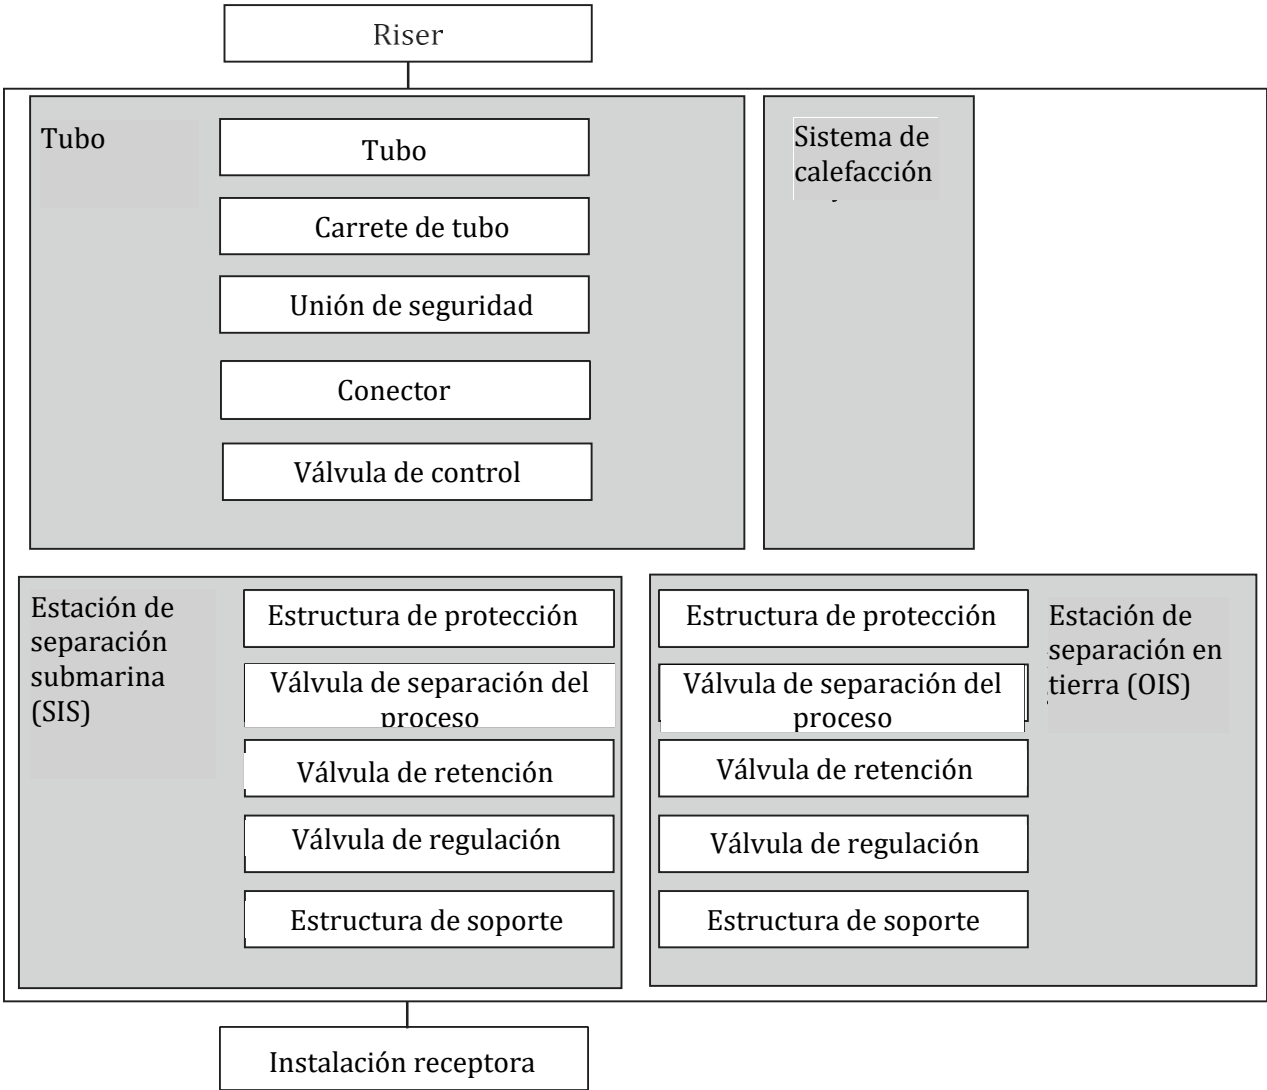 Riser
Tubo
Tubo
Carrete de tubo
Unión de seguridad
Conector
Válvula de control
Sistema de
calefacción
Estación de
separación
submarina
(SIS)
Estructura de protección
Válvula de separación del
proceso
Válvula de retención
Válvula de regulación
Estructura de soporte
Estructura de protección
Válvula de separación del
proceso
Válvula de retención
Válvula de regulación
Estructura de soporte
Estación de
separación en
tierra (OIS)
Instalación receptora